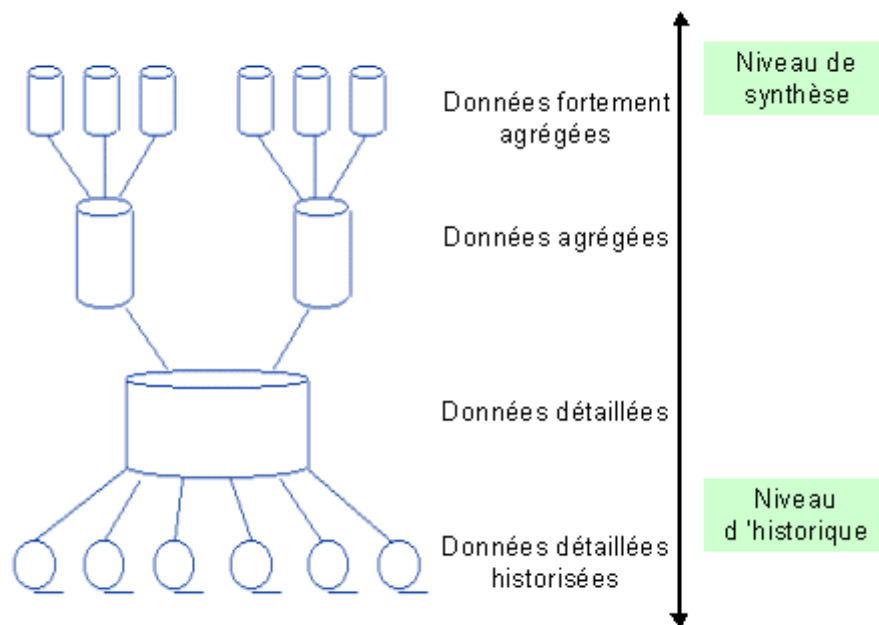 Niveau de
synthèse
Données fortement
agrégées
Données agrégées
Données détaillées
Niveau
d 'historique
Données détaillées
historisées